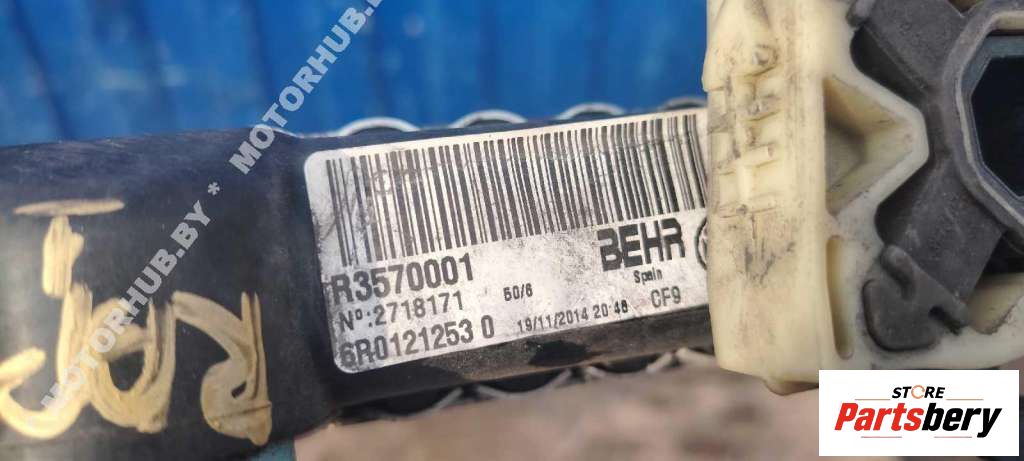 MOTORHUB.BY * MOTORHUB.BY
R3570001
BEHR
Spain
Nº:2718171 50/6
6R0121253 0 19/11/2014 20:48 CF9
STORE
Partsbery